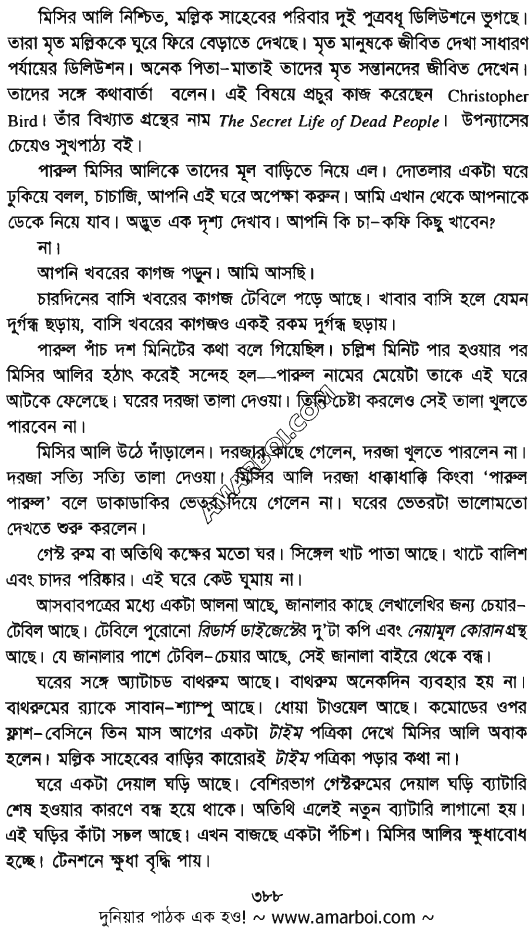 মিসির আলি নিশ্চিত, মল্লিক সাহেবের পরিবার দুই পুত্রবধূ ডিলিউশনে ভুগছে।
তারা মৃত মল্লিককে ঘুরে ফিরে বেড়াতে দেখছে। মৃত মানুষকে জীবিত দেখা সাধারণ
পর্যায়ের ডিলিউশন। অনেক পিতা–মাতাই তাদের মৃত সন্তানদের জীবিত দেখেন।
তাদের সঙ্গে কথাবার্তা বলেন। এই বিষয়ে প্রচুর কাজ করেছেন Christopher
Bird। তাঁর বিখ্যাত গ্রন্থের নাম The Secret Life of Dead People। উপন্যাসের
চেয়েও সুখপাঠ্য বই।
পারুল মিসির আলিকে তাদের মূল বাড়িতে নিয়ে এল। দোতলার একটা ঘরে
ঢুকিয়ে বলল, চাচাজি, আপনি এই ঘরে অপেক্ষা করুন। আমি এখান থেকে আপনাকে
ডেকে নিয়ে যাব। অদ্ভুত এক দৃশ্য দেখাব। আপনি কি চা–কফি কিছু খাবেন?
না।
আপনি খবরের কাগজ পড়ুন। আমি আসছি।
চারদিনের বাসি খবরের কাগজ টেবিলে পড়ে আছে। খাবার বাসি হলে যেমন
দুর্গন্ধ ছড়ায়, বাসি খবরের কাগজও একই রকম দুর্গন্ধ ছড়ায়।
পারুল পাঁচ দশ মিনিটের কথা বলে গিয়েছিল। চল্লিশ মিনিট পার হওয়ার পর
মিসির আলির হঠাৎ করেই সন্দেহ হল—পারুল নামের মেয়েটা তাকে এই ঘরে
আটকে ফেলেছে। ঘরের দরজা তালা দেওয়া। তিনি চেষ্টা করলেও সেই তালা খুলতে
পারবেন না।
মিসির আলি উঠে দাঁড়ালেন। দরজার কাছে গেলেন, দরজা খুলতে পারলেন না।
দরজা সত্যি সত্যি তালা দেওয়া। মিসির আলি দরজা ধাক্কাধাক্কি কিংবা ‘পারুল
পারুল’ বলে ডাকাডাকির ভেতর দিয়ে গেলেন না। ঘরের ভেতরটা ভালোমতো
দেখতে শুরু করলেন।
গেস্ট রুম বা অতিথি কক্ষের মতো ঘর। সিঙ্গেল খাট পাতা আছে। খাটে বালিশ
এবং চাদর পরিষ্কার। এই ঘরে কেউ ঘুমায় না।
আসবাবপত্রের মধ্যে একটা আলনা আছে, জানালার কাছে লেখালেখির জন্য চেয়ার–
টেবিল আছে। টেবিলে পুরোনো রিডার্স ডাইজেস্টের দু’টা কপি এবং নেয়ামুল কোরান গ্রন্থ
আছে। যে জানালার পাশে টেবিল–চেয়ার আছে, সেই জানালা বাইরে থেকে বন্ধ।
ঘরের সঙ্গে অ্যাটাচড বাথরুম আছে। বাথরুম অনেকদিন ব্যবহার হয় না।
বাথরুমের র‍্যাকে সাবান–শ্যাম্পু আছে। ধোয়া টাওয়েল আছে। কমোডের ওপর
ফ্লাশ–বেসিনে তিন মাস আগের একটা টাইম পত্রিকা দেখে মিসির আলি অবাক
হলেন। মল্লিক সাহেবের বাড়ির কারোরই টাইম পত্রিকা পড়ার কথা না।
ঘরে একটা দেয়াল ঘড়ি আছে। বেশিরভাগ গেস্টরুমের দেয়াল ঘড়ি ব্যাটারি
শেষ হওয়ার কারণে বন্ধ হয়ে থাকে। অতিথি এলেই নতুন ব্যাটারি লাগানো হয়।
এই ঘড়ির কাঁটা সচল আছে। এখন বাজছে একটা পঁচিশ। মিসির আলির ক্ষুধাবোধ
হচ্ছে। টেনশনে ক্ষুধা বৃদ্ধি পায়।
AMARBOI.COM
৩৮৮
দুনিয়ার পাঠক এক হও! ~ www.amarboi.com ~